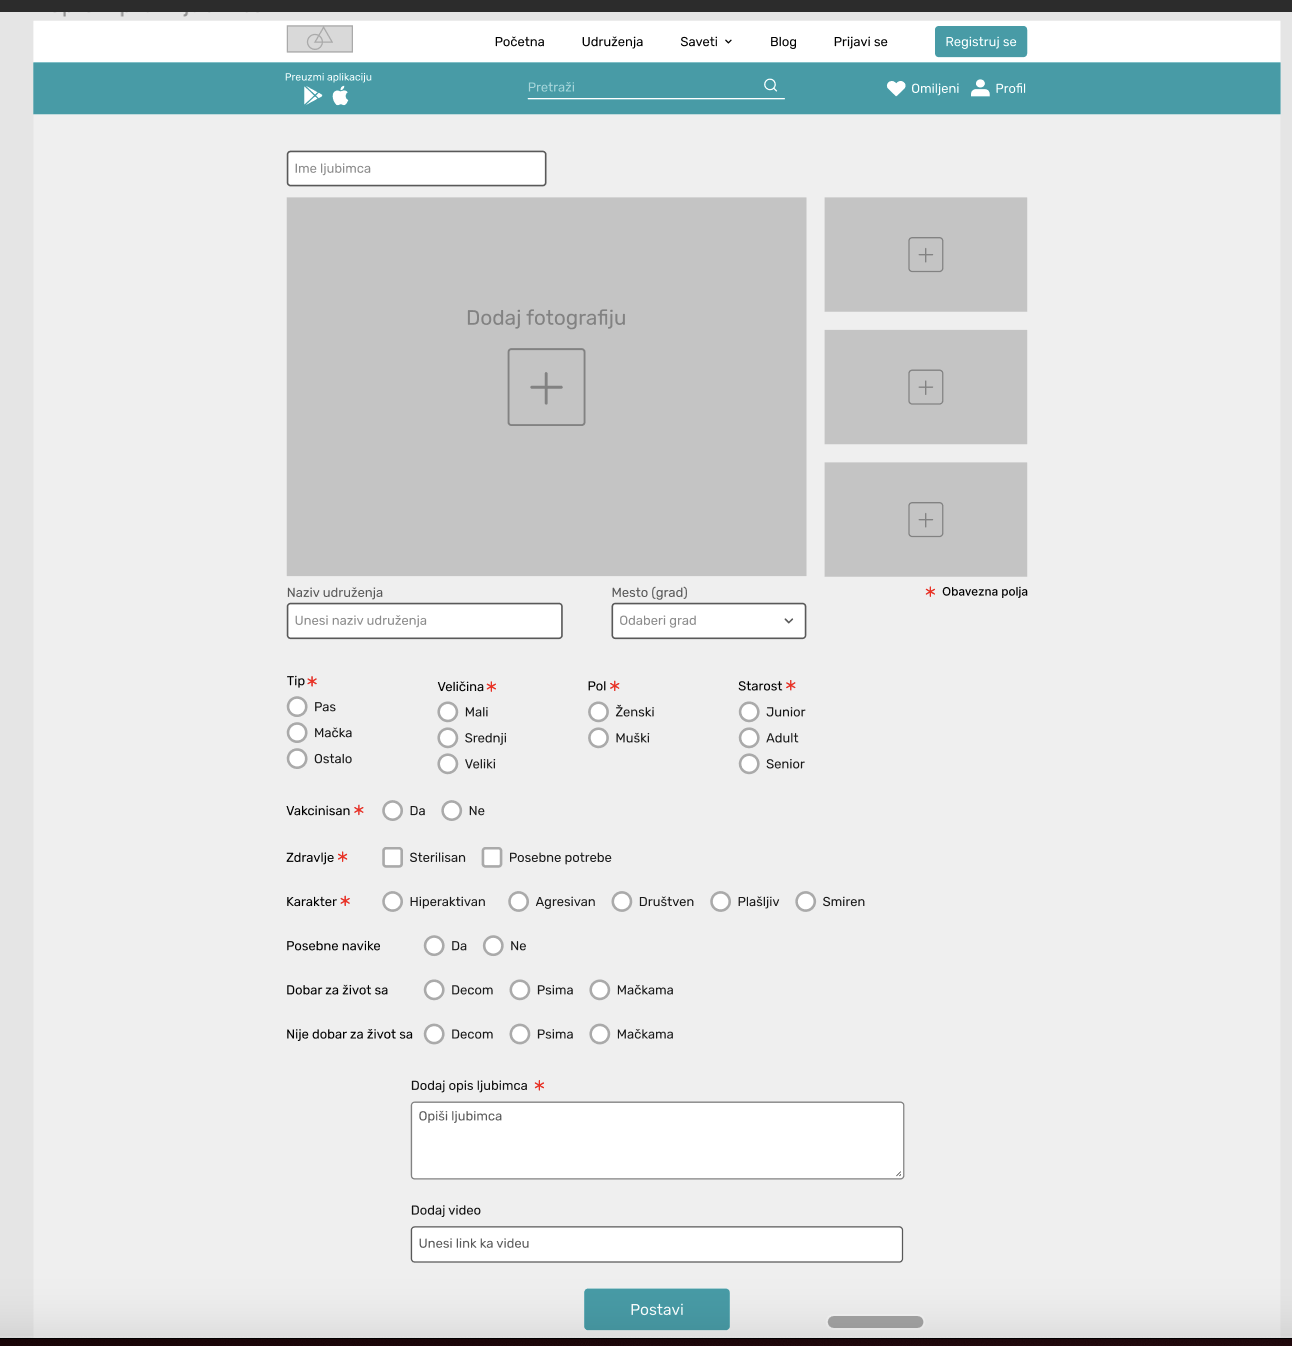 Početna Udruženja Saveti Blog Prijavi se Registruj se
Preuzmi aplikaciju
Pretraži
Omiljeni Profil
Ime ljubimca
Dodaj fotografiju
Naziv udruženja
Unesi naziv udruženja
Mesto (grad)
Odaberi grad
* Obavezna polja
Tip*
Pas
Mačka
Ostalo
Veličina*
Mali
Srednji
Veliki
Pol*
Ženski
Muški
Starost*
Junior
Adult
Senior
Vakcinisan* Da Ne
Zdravlje* Sterilisan Posebne potrebe
Karakter* Hiperaktivan Agresivan Društven Plašljiv Smiren
Posebne navike Da Ne
Dobar za život sa Decom Psima Mačkama
Nije dobar za život sa Decom Psima Mačkama
Dodaj opis ljubimca *
Opiši ljubimca
Dodaj video
Unesi link ka videu
Postavi